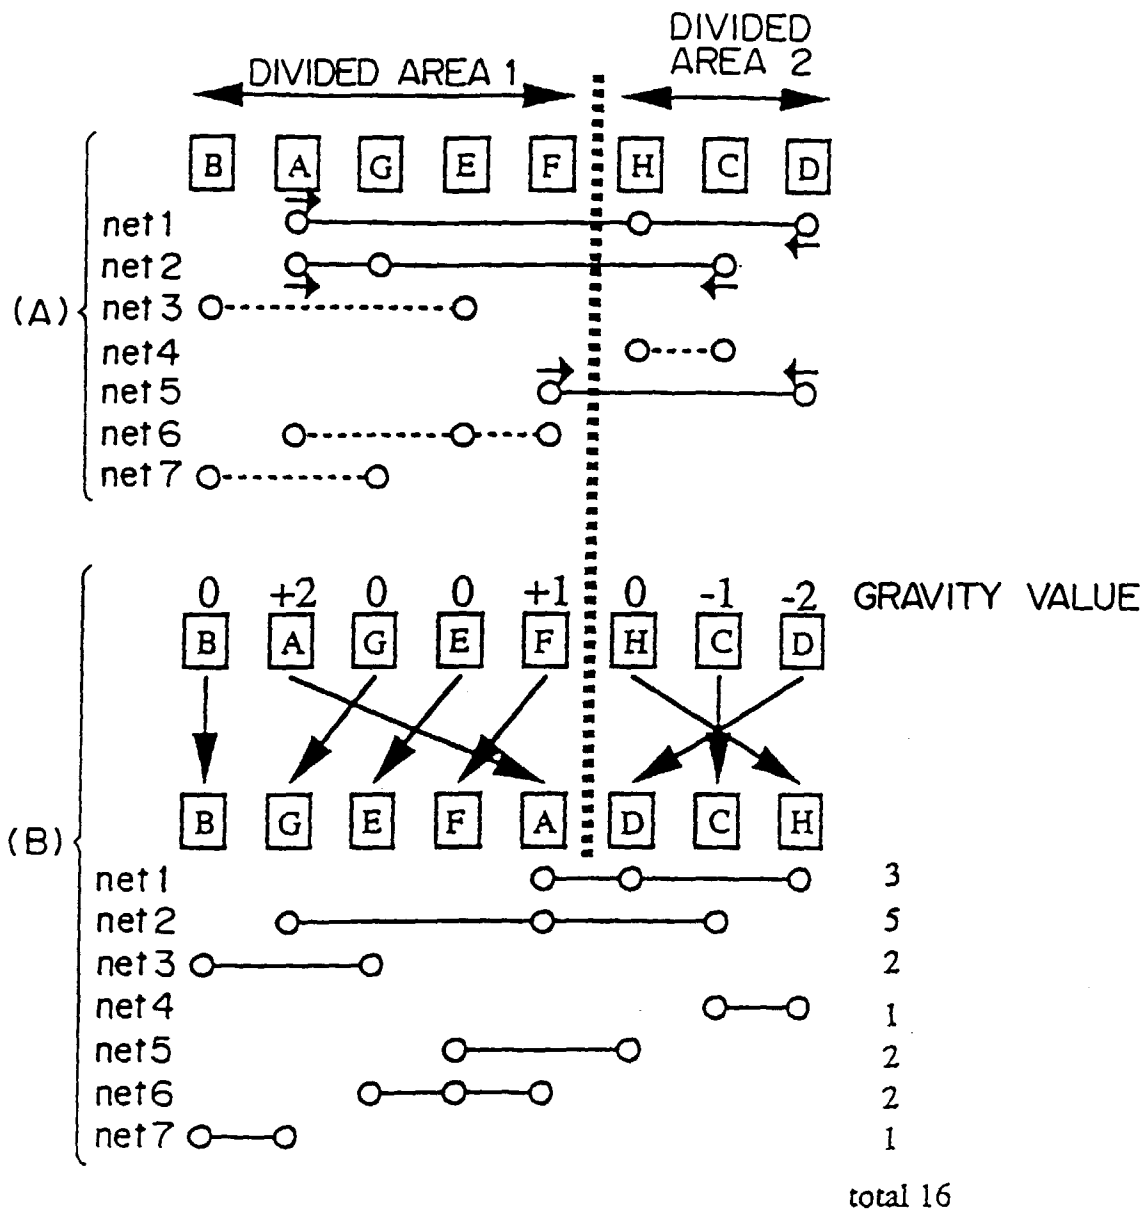 DIVIDED AREA 1
DIVIDED
AREA 2
B A G E F H C D
(A)
net1
net2
net3
net4
net5
net6
net7
0 +2 0 0 +1 0 -1 -2 GRAVITY VALUE
B A G E F H C D
(B)
B G E F A D C H
net1 3
net2 5
net3 2
net4 1
net5 2
net6 2
net7 1
total 16